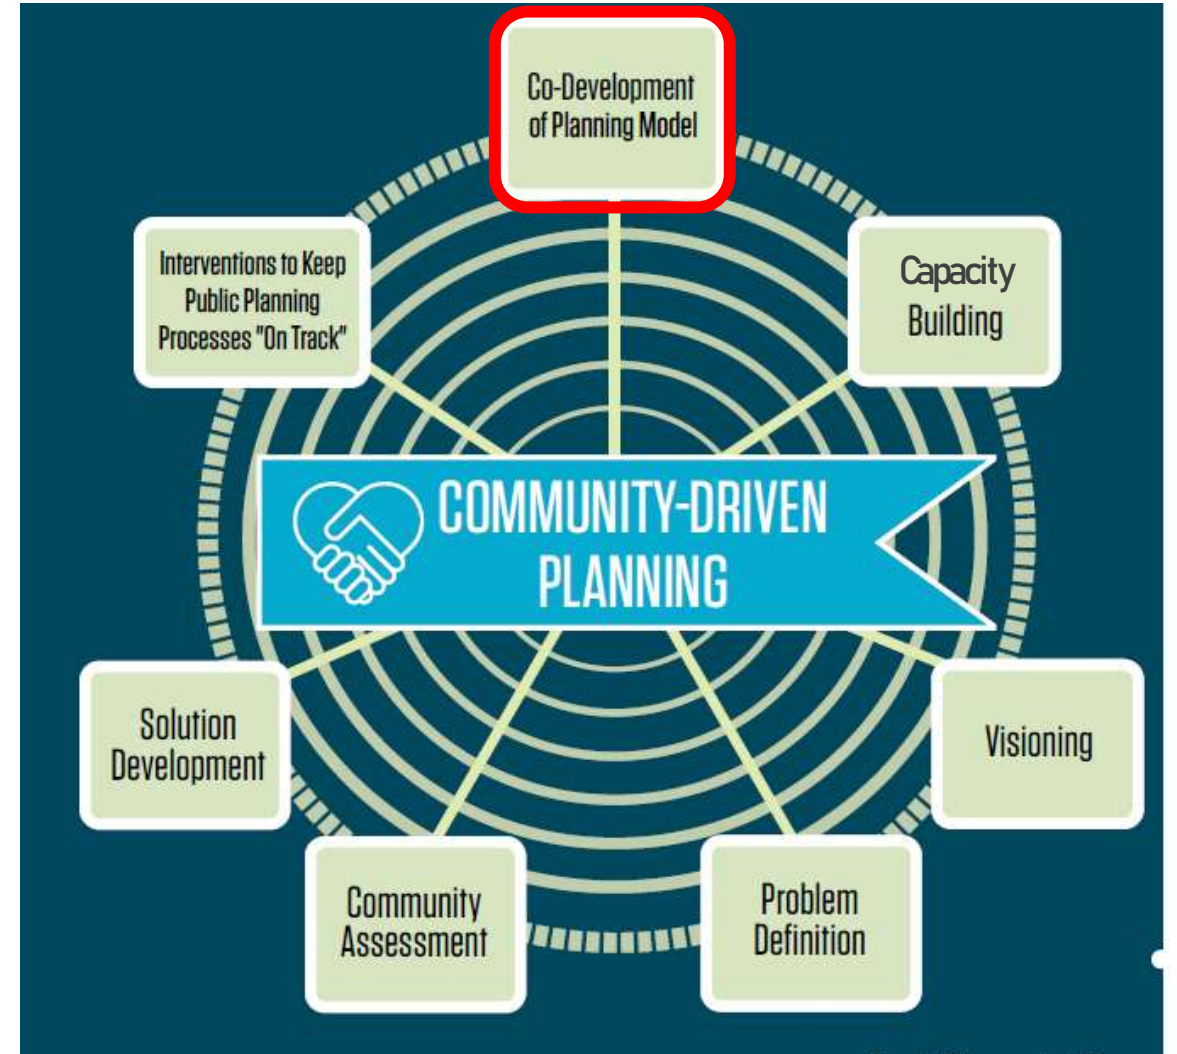 Co-Development
of Planning Model
Capacity
Building
Visioning
Problem
Definition
Community
Assessment
Solution
Development
Interventions to Keep
Public Planning
Processes "On Track"
COMMUNITY-DRIVEN
PLANNING